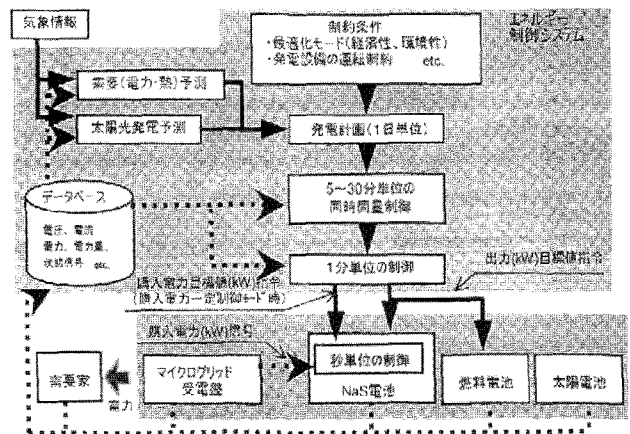 気象情報
制約条件
・最適化モード(経済性、環境性)
・発電設備の運転制約 etc.
エネルギー
制御システム
需要(電力・熱)予測
太陽光発電予測
発電計画(1日単位)
データベース
電圧、電流
電力、電力量、
状態信号 etc.
5～30分単位の
同時同量制御
1分単位の制御
購入電力目標値(kW)指令
(購入電力一定制御モード時)
出力(kW)目標値指令
購入電力(kW)信号
需要家
電力
マイクログリッド
受電盤
秒単位の制御
NaS電池
燃料電池
太陽電池